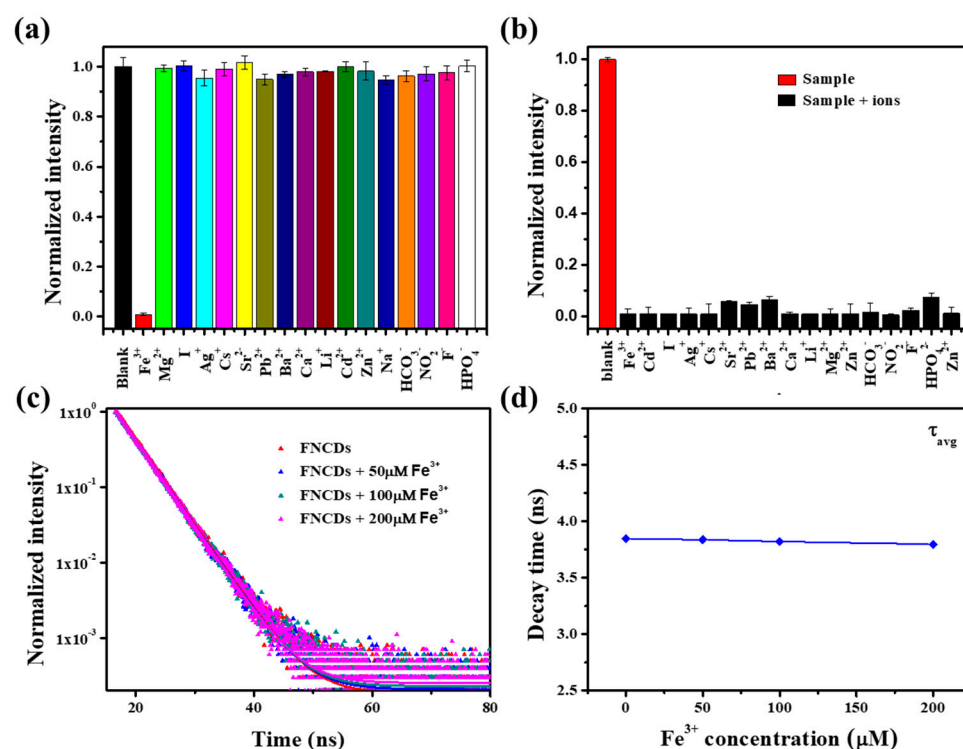 (a)
Normalized intensity
1.0
0.8
0.6
0.4
0.2
0.0
Blank
Fe³⁺
Mg²⁺
I⁻
Ag⁺
Cs⁺
Sr²⁻
Pb²⁺
Ba²⁺
Ca⁺
Li⁺
Cd²⁺
Zn⁺
Na⁺
HCO₃⁻
NO₂⁻
F⁻
HPO₄⁻
(b)
Normalized intensity
1.0
0.8
0.6
0.4
0.2
0.0
Sample
Sample + ions
blank
Fe³⁺
Cd²⁺
I
Ag⁺
Cs⁺
Sr²⁺
Pb²⁺
Ba²⁺
Ca⁺
Li⁺
Mg²⁺
Zn⁺
HCO₃⁻
NO₂⁻
F
HPO₄²⁻
Zn²⁺
(c)
Normalized intensity
1x10⁰
1x10⁻¹
1x10⁻²
1x10⁻³
FNCDs
FNCDs + 50μM Fe³⁺
FNCDs + 100μM Fe³⁺
FNCDs + 200μM Fe³⁺
20 40 60 80
Time (ns)
(d)
Decay time (ns)
5.0
4.5
4.0
3.5
3.0
2.5
τavg
0 50 100 150 200
Fe³⁺ concentration (μM)